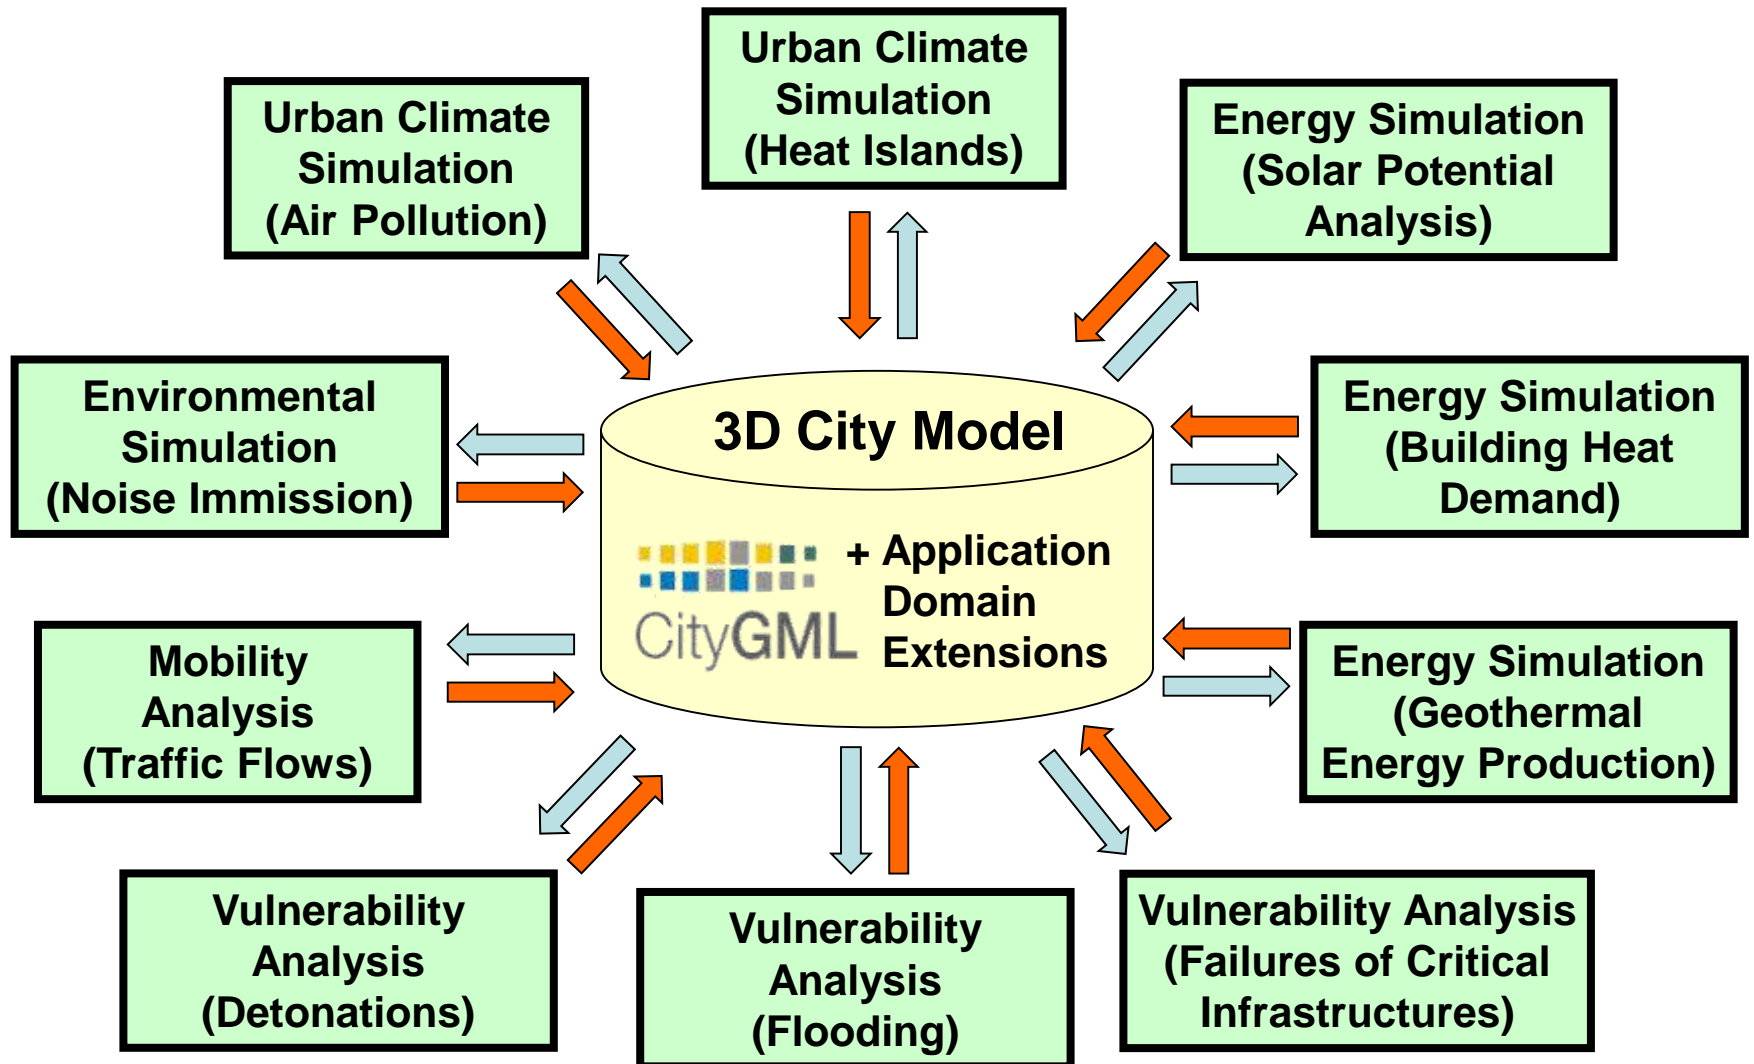 Urban Climate
Simulation
(Heat Islands)
Urban Climate
Simulation
(Air Pollution)
Energy Simulation
(Solar Potential
Analysis)
Environmental
Simulation
(Noise Immission)
3D City Model
Energy Simulation
(Building Heat
Demand)
+ Application
Domain
Extensions
CityGML
Mobility
Analysis
(Traffic Flows)
Energy Simulation
(Geothermal
Energy Production)
Vulnerability
Analysis
(Detonations)
Vulnerability
Analysis
(Flooding)
Vulnerability Analysis
(Failures of Critical
Infrastructures)